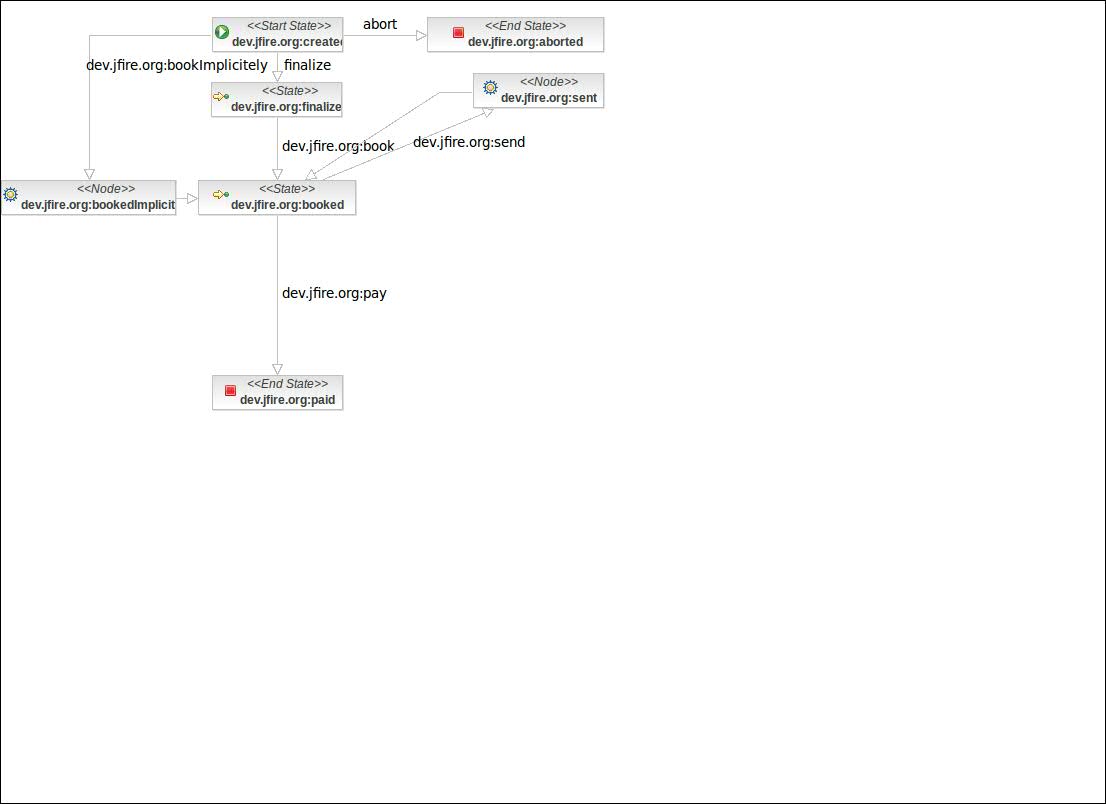 <<Start State>>
dev.jfire.org:create
abort
<<End State>>
dev.jfire.org:aborted
dev.jfire.org:bookImplicitely
finalize
<<State>>
dev.jfire.org:finalize
<<Node>>
dev.jfire.org:sent
dev.jfire.org:book
dev.jfire.org:send
<<Node>>
dev.jfire.org:bookedImplicit
<<State>>
dev.jfire.org:booked
dev.jfire.org:pay
<<End State>>
dev.jfire.org:paid